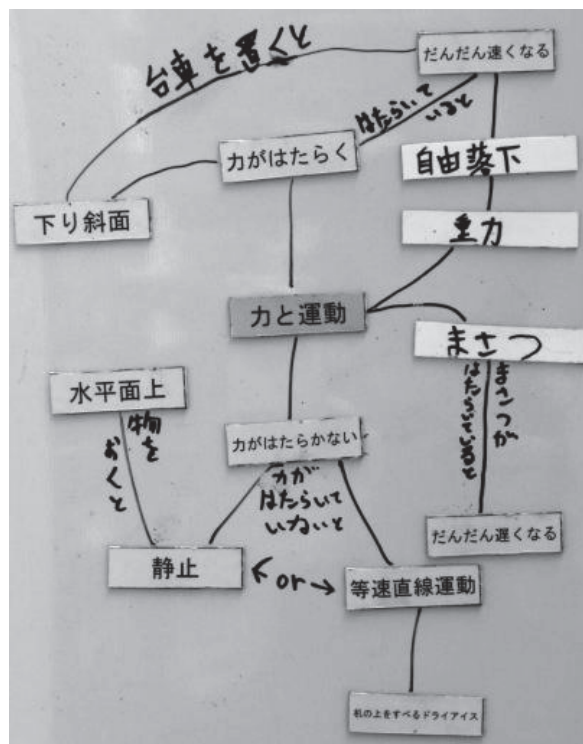 台車を置くと
だんだん速くなる
はたらいて
いると
力がはたらく
自由落下
下り斜面
重力
力と運動
まさつ
水平面上
物を
おくと
まさつが
はたらいていると
力がはたらかない
力が
はたらいて
いないと
だんだん遅くなる
静止
←or→
等速直線運動
机の上をすべるドライアイス